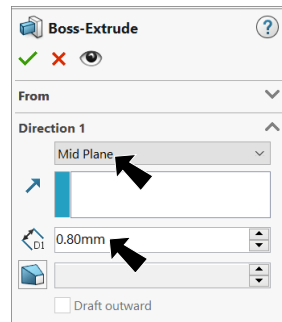 Boss-Extrude
?
From
Direction 1
Mid Plane
D1
0.80mm
Draft outward